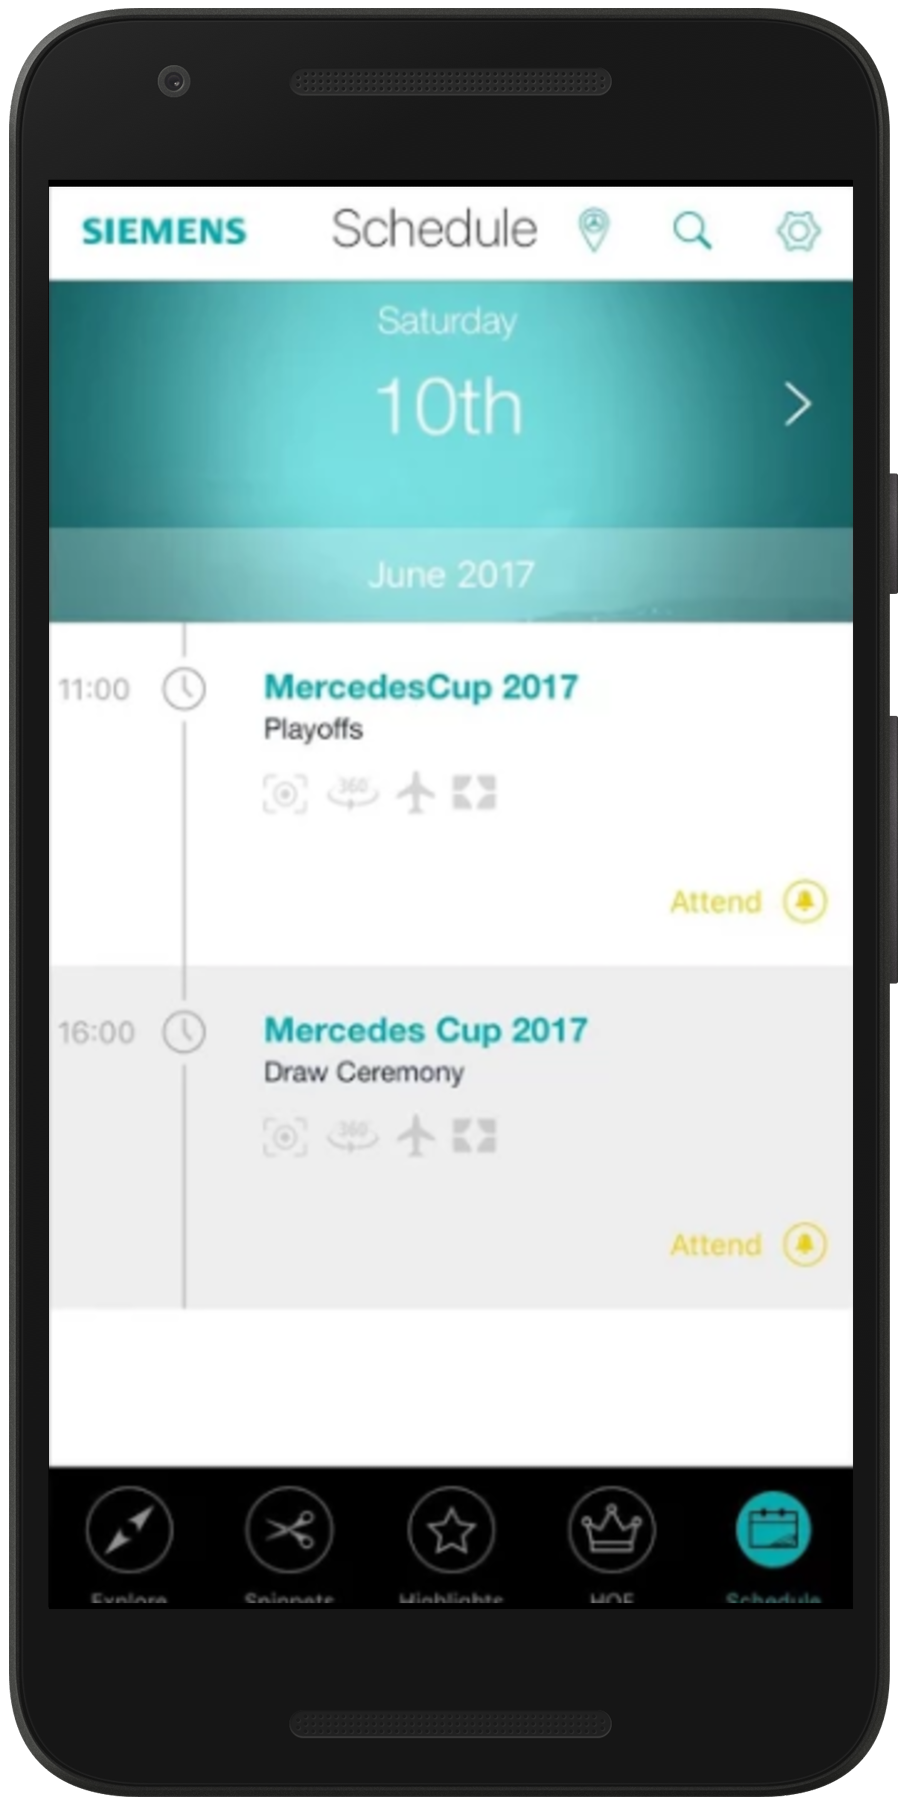 SIEMENS Schedule
Saturday
10th
June 2017
11:00 MercedesCup 2017
Playoffs
360°
Attend
16:00 Mercedes Cup 2017
Draw Ceremony
360°
Attend
Explore Snippets Highlights HOF Schedule